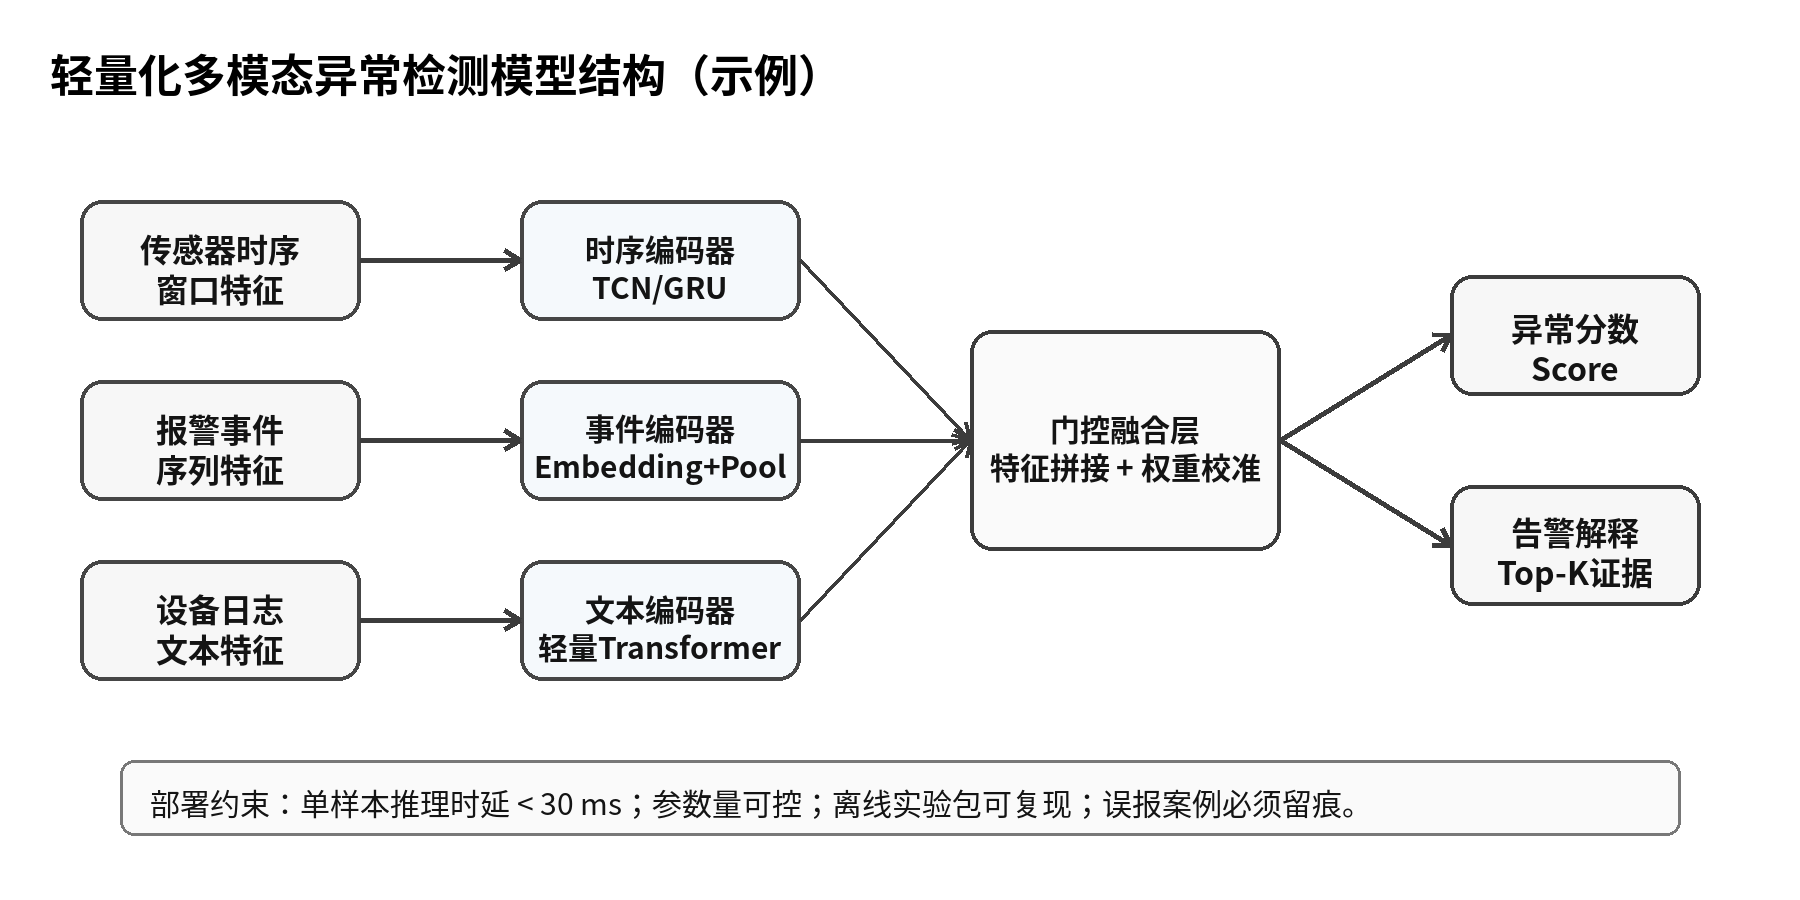 轻量化多模态异常检测模型结构（示例）
传感器时序
窗口特征
时序编码器
TCN/GRU
报警事件
序列特征
事件编码器
Embedding+Pool
设备日志
文本特征
文本编码器
轻量Transformer
门控融合层
特征拼接 + 权重校准
异常分数
Score
告警解释
Top-K证据
部署约束：单样本推理时延 < 30 ms；参数量可控；离线实验包可复现；误报案例必须留痕。